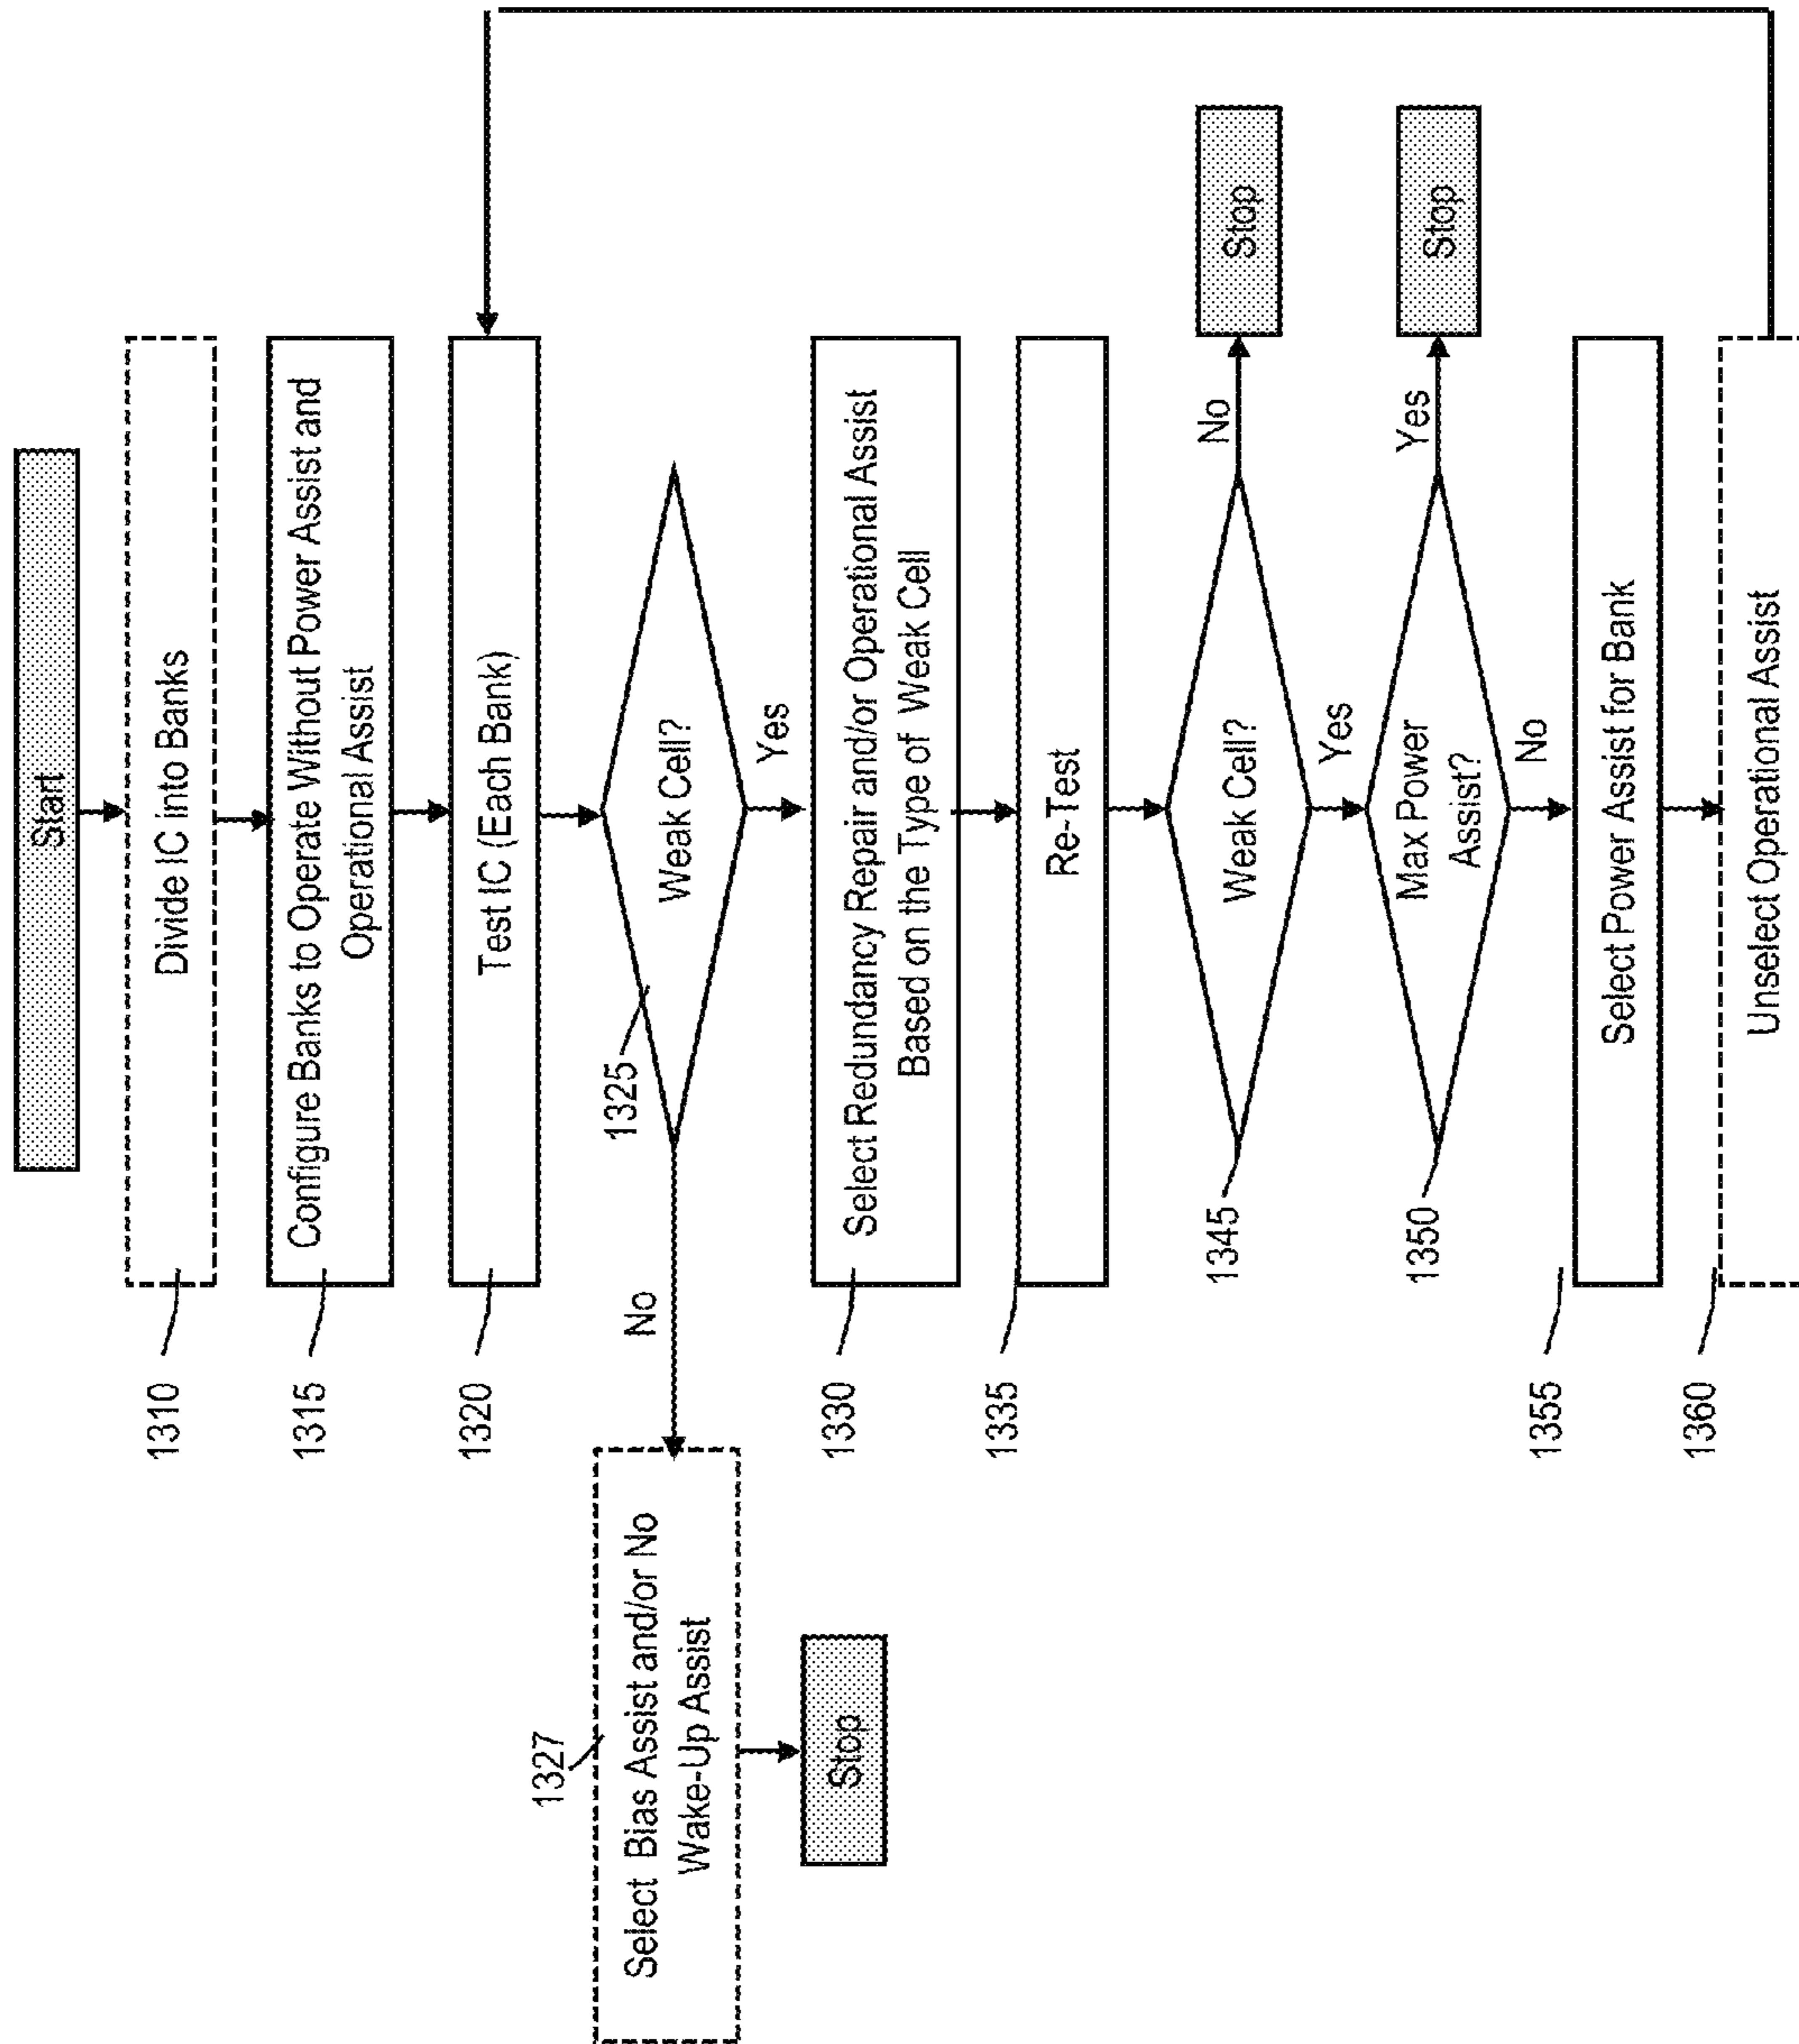 Start
1310
Divide IC into Banks
1315
Configure Banks to Operate Without Power Assist and
Operational Assist
1320
Test IC (Each Bank)
1325
Weak Cell?
No
Yes
1327
Select Bias Assist and/or No
Wake-Up Assist
Stop
1330
Select Redundancy Repair and/or Operational Assist
Based on the Type of Weak Cell
1335
Re-Test
1345
Weak Cell?
No
Stop
Yes
1350
Max Power
Assist?
Yes
Stop
No
1355
Select Power Assist for Bank
1360
Unselect Operational Assist